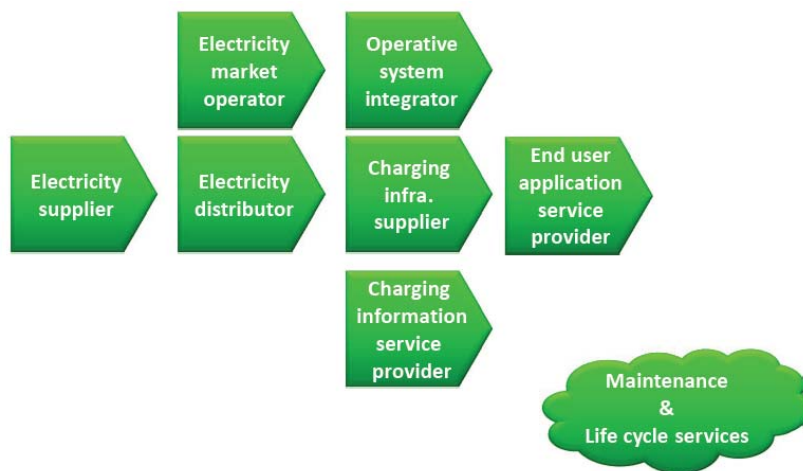 Electricity
market
operator
Operative
system
integrator
Electricity
supplier
Electricity
distributor
Charging
infra.
supplier
End user
application
service
provider
Charging
information
service
provider
Maintenance
&
Life cycle services